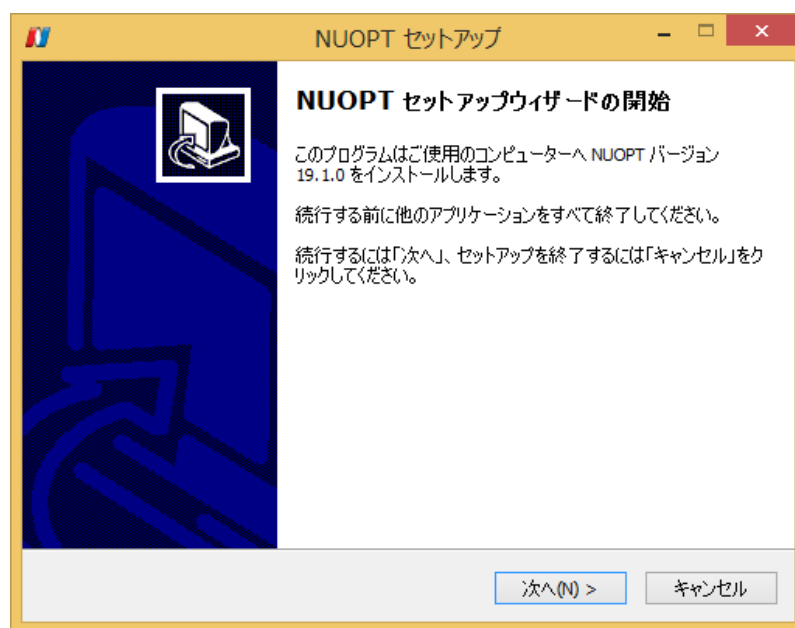 NUOPT セットアップ
NUOPT セットアップウィザードの開始
このプログラムはご使用のコンピューターへ NUOPT バージョン
19.1.0 をインストールします。
続行する前に他のアプリケーションをすべて終了してください。
続行するには「次へ」、セットアップを終了するには「キャンセル」をク
リックしてください。
次へ(N) >
キャンセル